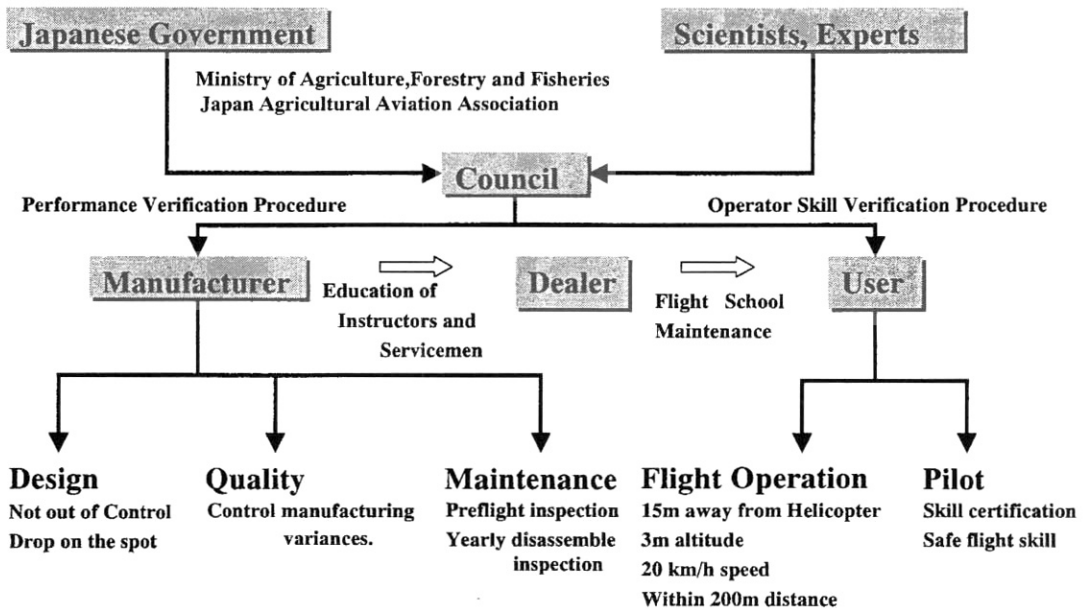 Japanese Government
Scientists, Experts
Ministry of Agriculture,Forestry and Fisheries
Japan Agricultural Aviation Association
Council
Performance Verification Procedure
Operator Skill Verification Procedure
Manufacturer
Education of
Instructors and
Servicemen
Dealer
Flight School
Maintenance
User
Design
Not out of Control
Drop on the spot
Quality
Control manufacturing
variances.
Maintenance
Preflight inspection
Yearly disassemble
inspection
Flight Operation
15m away from Helicopter
3m altitude
20 km/h speed
Within 200m distance
Pilot
Skill certification
Safe flight skill